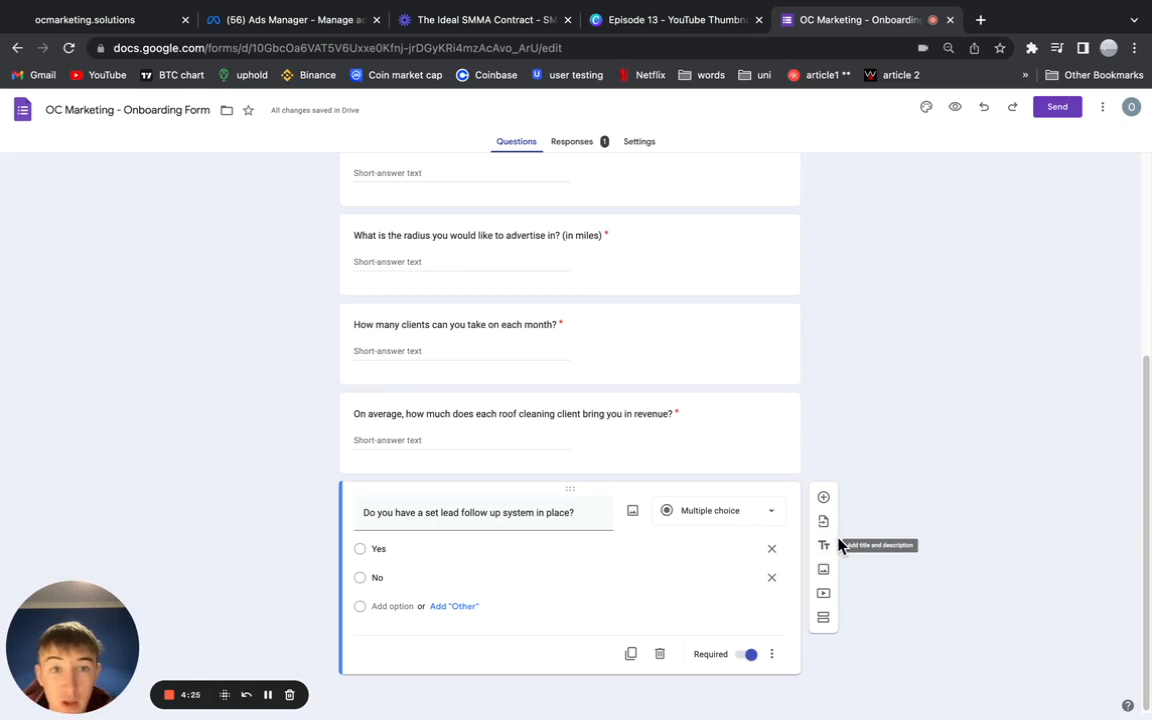 ocmarketing.solutions
(56) Ads Manager - Manage ad
The Ideal SMMA Contract - SM
Episode 13 - YouTube Thumbna
OC Marketing - Onboarding
docs.google.com/forms/d/10GbcOa6VAT5V6Uxxe0Kfnj-jrDGyKRi4mzAcAvo_ArU/edit
Gmail
YouTube
BTC chart
uphold
Binance
Coin market cap
Coinbase
user testing
Netflix
words
uni
article1 **
article 2
»
Other Bookmarks
OC Marketing - Onboarding Form
All changes saved in Drive
Send
O
Questions
Responses 1
Settings
Short-answer text
What is the radius you would like to advertise in? (in miles) *
Short-answer text
How many clients can you take on each month? *
Short-answer text
On average, how much does each roof cleaning client bring you in revenue? *
Short-answer text
Do you have a set lead follow up system in place?
Multiple choice
Yes
Tт
Add title and description
No
Add option or Add "Other"
Required
4:25